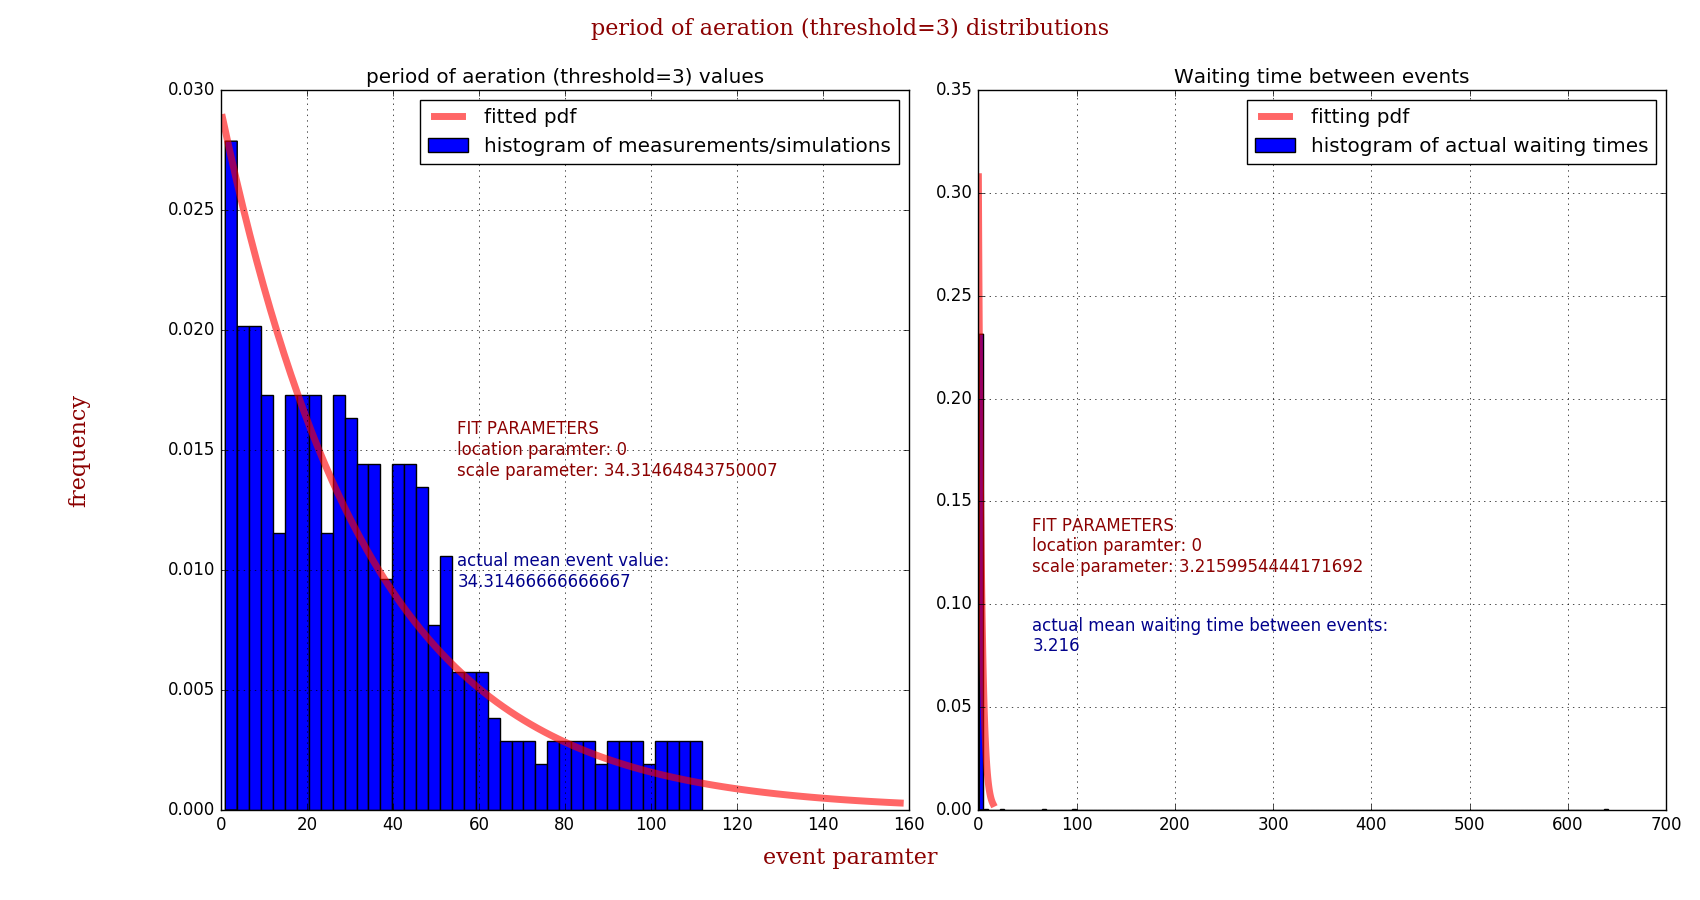 period of aeration (threshold=3) distributions
period of aeration (threshold=3) values
0.030
0.025
0.020
0.015
0.010
0.005
0.000
0 20 40 60 80 100 120 140 160
fitted pdf
histogram of measurements/simulations
FIT PARAMETERS
location paramter: 0
scale parameter: 34.31464843750007
actual mean event value:
34.31466666666667
frequency
Waiting time between events
0.35
0.30
0.25
0.20
0.15
0.10
0.05
0.00
0 100 200 300 400 500 600 700
fitting pdf
histogram of actual waiting times
FIT PARAMETERS
location paramter: 0
scale parameter: 3.2159954444171692
actual mean waiting time between events:
3.216
event paramter